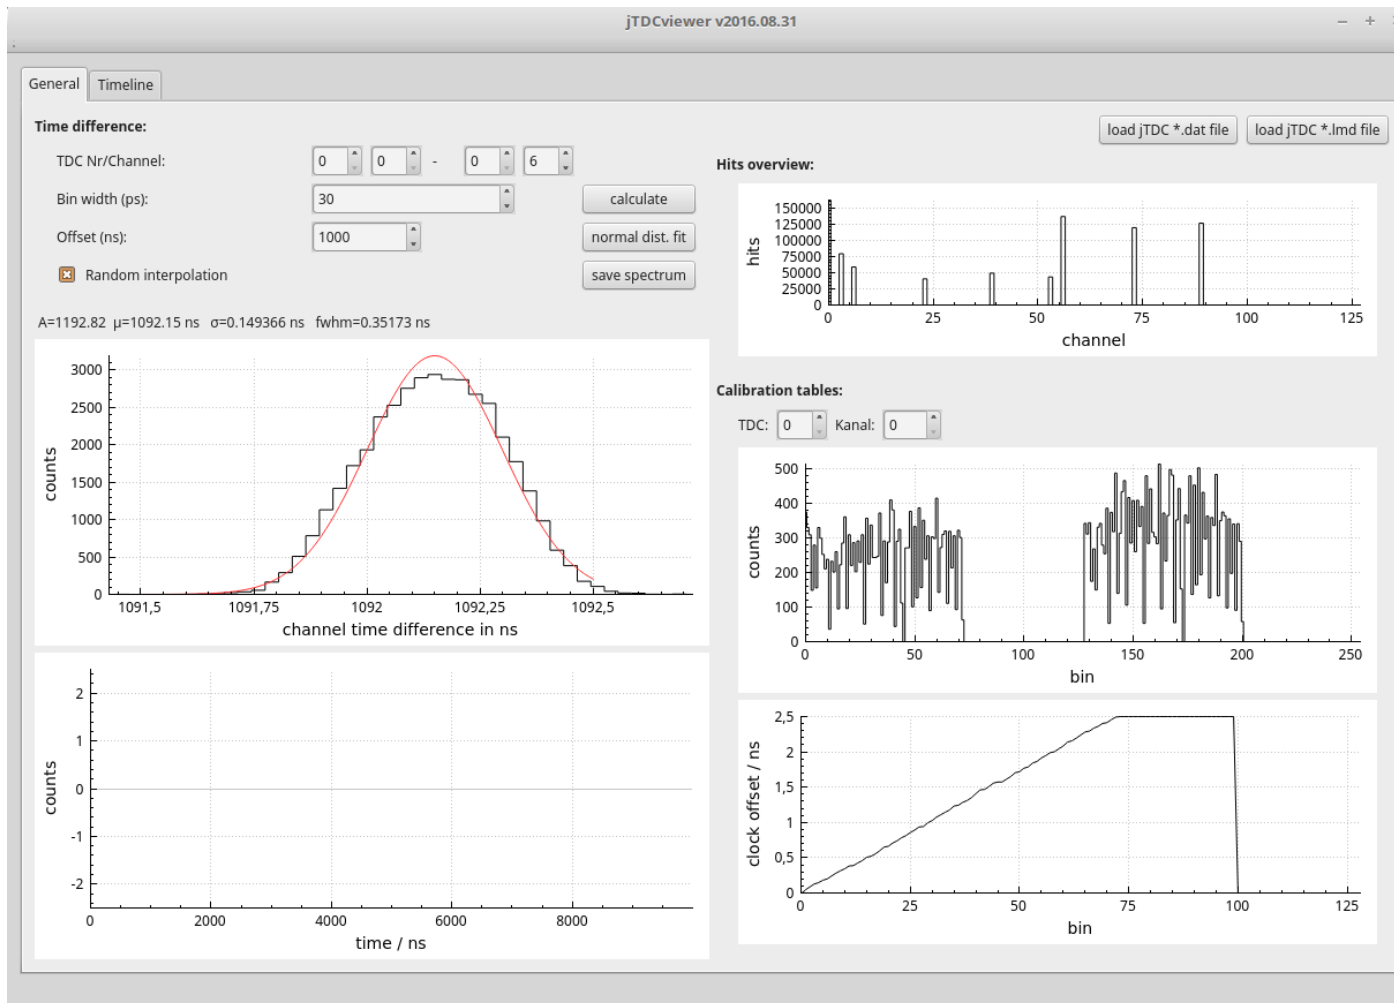 jTDCviewer v2016.08.31
General Timeline
Time difference:
load jTDC *.dat file load jTDC *.lmd file
TDC Nr/Channel: 0 0 - 0 6
Bin width (ps): 30 calculate
Offset (ns): 1000 normal dist. fit
Random interpolation save spectrum
A=1192.82 μ=1092.15 ns σ=0.149366 ns fwhm=0.35173 ns
3000
2500
2000
1500
1000
500
0
counts
1091,5 1091,75 1092 1092,25 1092,5
channel time difference in ns
2
1
0
-1
-2
counts
0 2000 4000 6000 8000
time / ns
Hits overview:
150000
125000
100000
75000
50000
25000
0
hits
0 25 50 75 100 125
channel
Calibration tables:
TDC: 0 Kanal: 0
500
400
300
200
100
0
counts
0 50 100 150 200 250
bin
2,5
2
1,5
1
0,5
0
clock offset / ns
0 25 50 75 100 125
bin